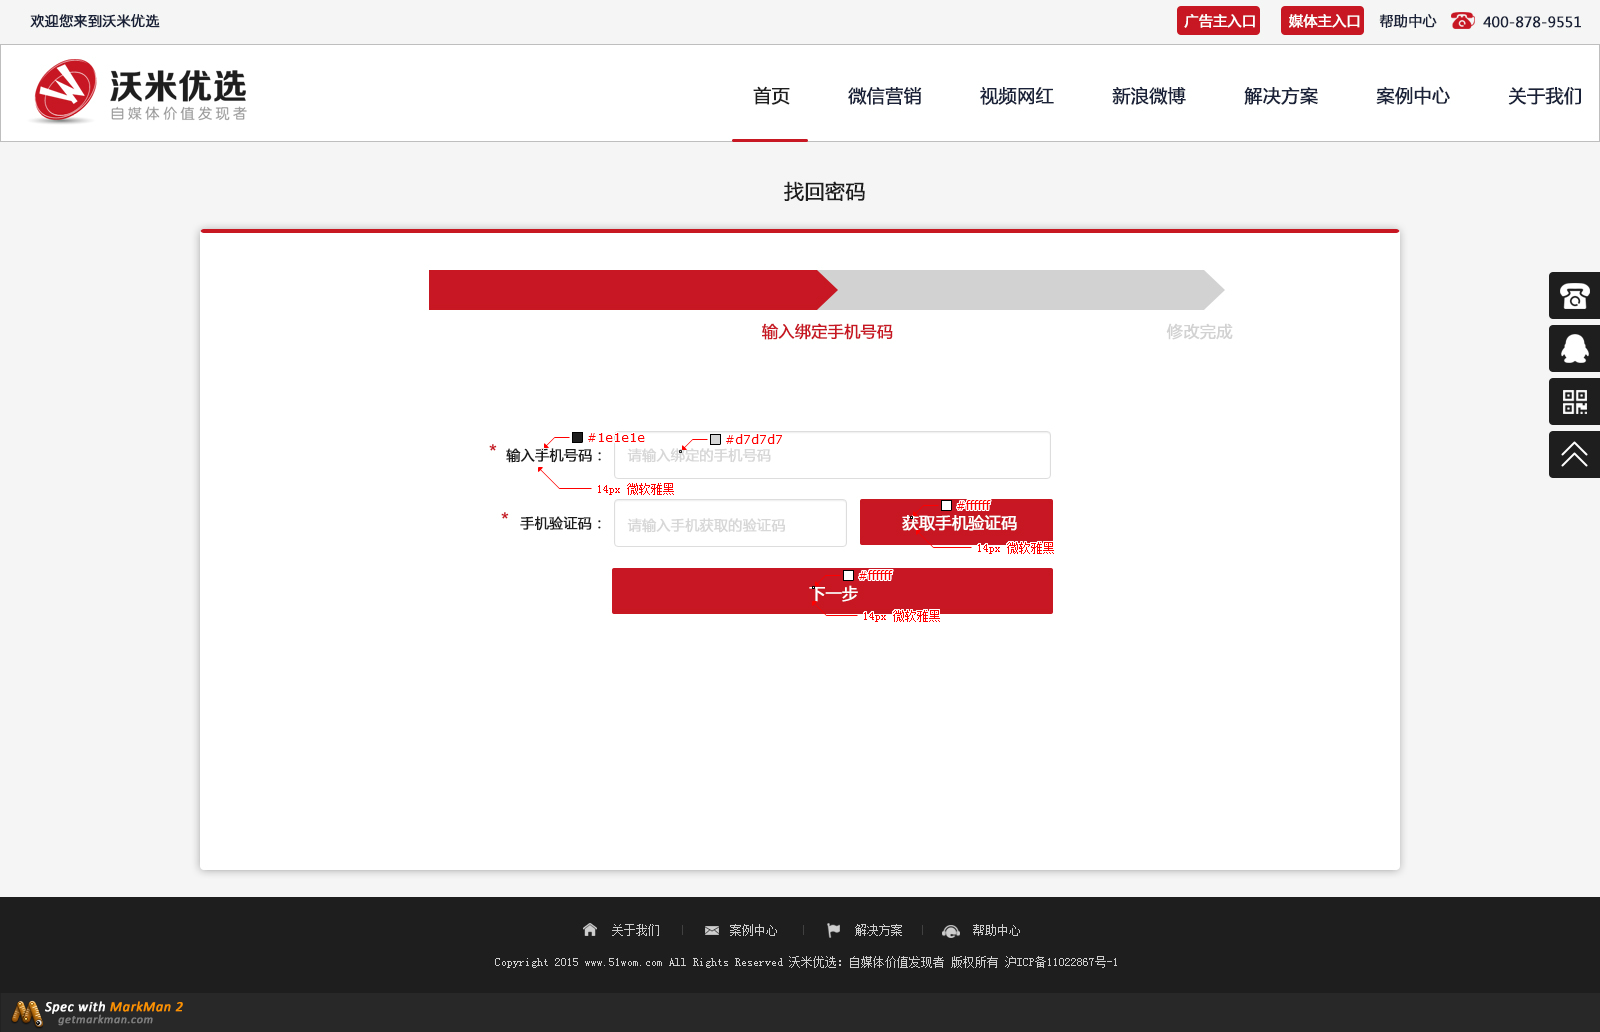 欢迎您来到沃米优选
广告主入口 媒体主入口 帮助中心 400-878-9551
沃米优选
自媒体价值发现者
首页 微信营销 视频网红 新浪微博 解决方案 案例中心 关于我们
找回密码
输入绑定手机号码 修改完成
#1e1e1e #d7d7d7
* 输入手机号码： 请输入绑定的手机号码
14px 微软雅黑
#ffffff
* 手机验证码： 请输入手机获取的验证码 获取手机验证码
14px 微软雅黑
#ffffff
下一步
14px 微软雅黑
关于我们 案例中心 解决方案 帮助中心
Copyright 2015 www.51wom.com All Rights Reserved 沃米优选：自媒体价值发现者 版权所有 沪ICP备11022867号-1
Spec with MarkMan 2
getmarkman.com